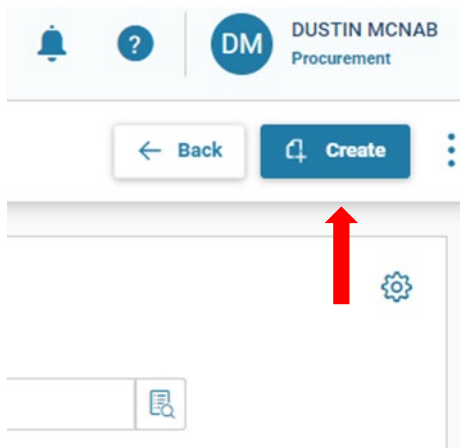 ?
DM
DUSTIN MCNAB
Procurement
Back
Create